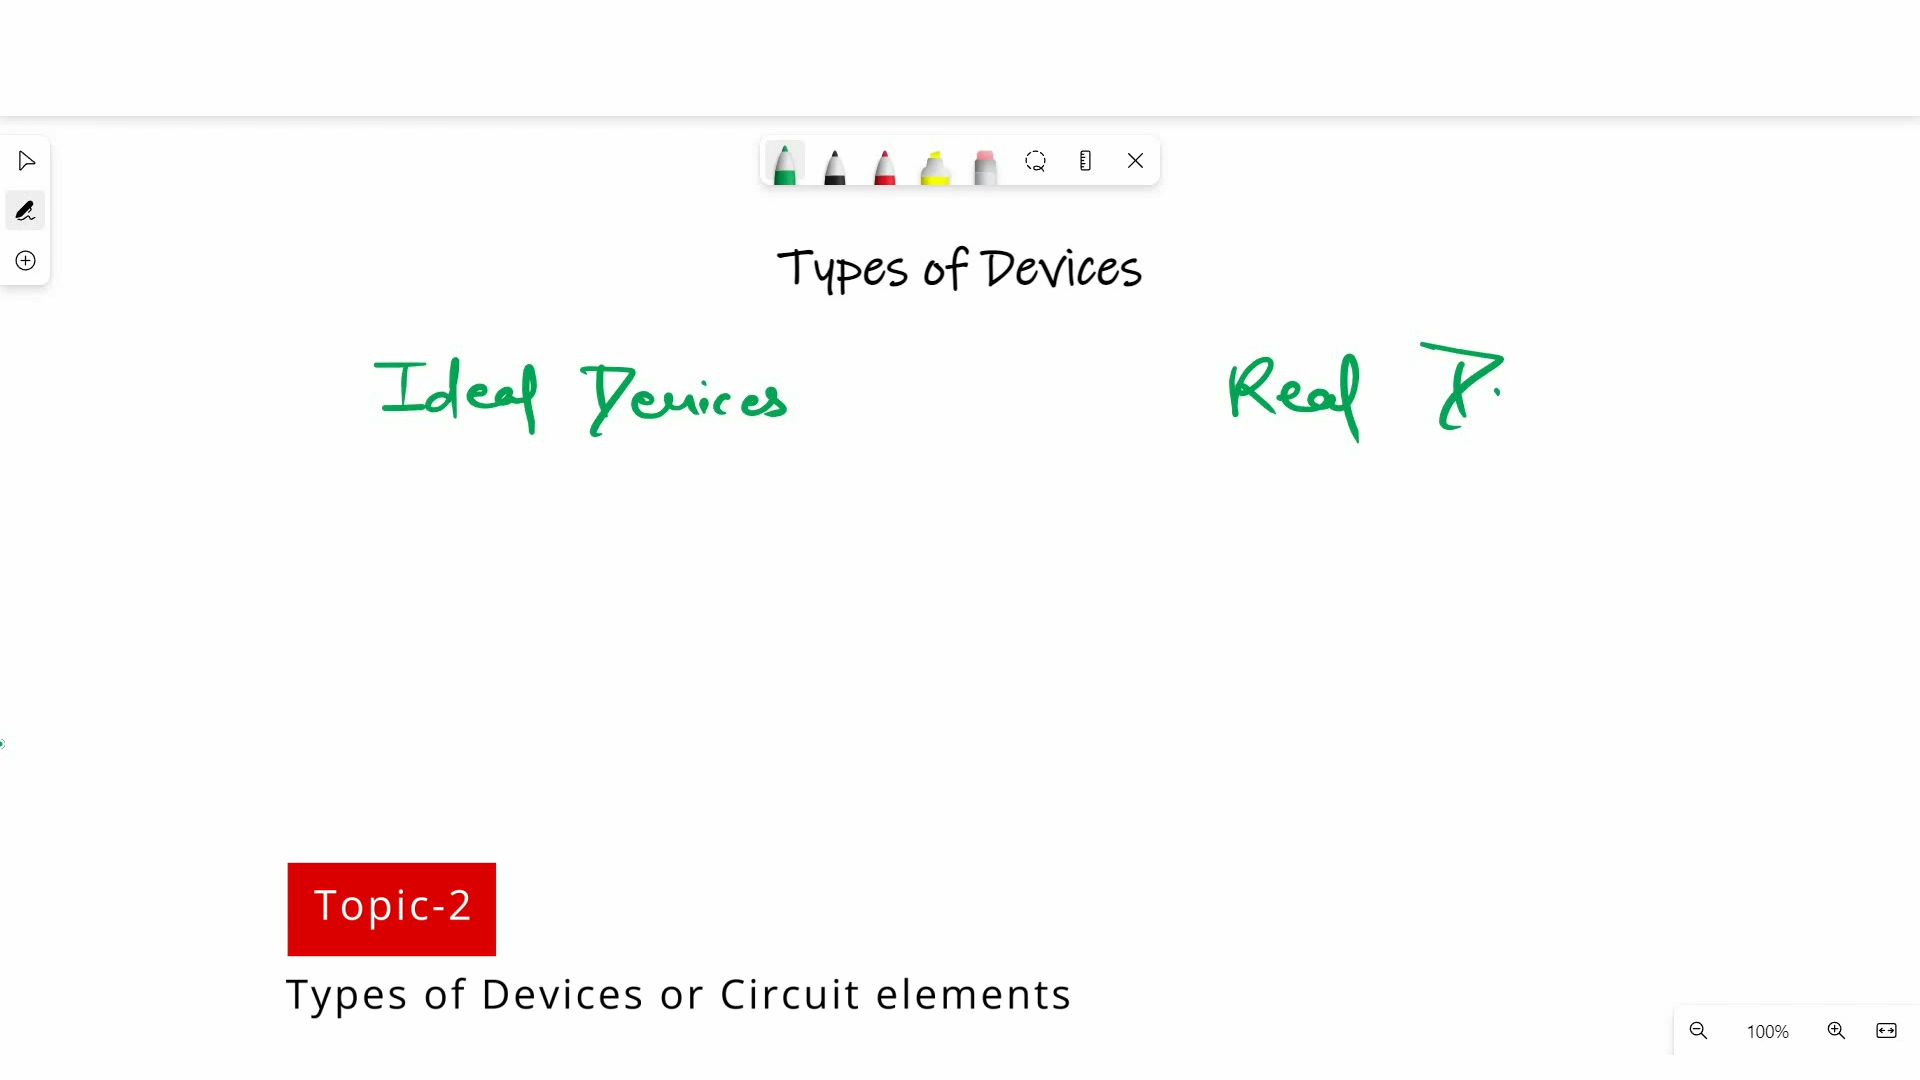 Types of Devices
Ideal Devices Real D.
Topic-2
Types of Devices or Circuit elements
100%